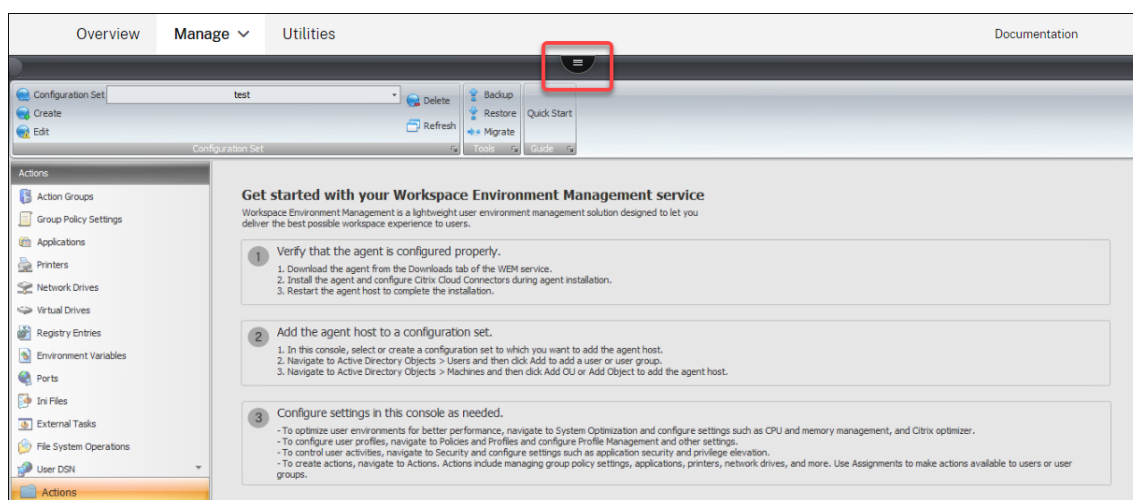 Overview Manage Utilities Documentation
Configuration Set test Delete Backup
Create Restore Quick Start
Edit Refresh Migrate
Configuration Set Tools Guide
Actions
Action Groups
Group Policy Settings
Applications
Printers
Network Drives
Virtual Drives
Registry Entries
Environment Variables
Ports
Ini Files
External Tasks
File System Operations
User DSN
Actions
Get started with your Workspace Environment Management service
Workspace Environment Management is a lightweight user environment management solution designed to let you
deliver the best possible workspace experience to users.
1 Verify that the agent is configured properly.
1. Download the agent from the Downloads tab of the WEM service.
2. Install the agent and configure Citrix Cloud Connectors during agent installation.
3. Restart the agent host to complete the installation.
2 Add the agent host to a configuration set.
1. In this console, select or create a configuration set to which you want to add the agent host.
2. Navigate to Active Directory Objects > Users and then click Add to add a user or user group.
3. Navigate to Active Directory Objects > Machines and then click Add OU or Add Object to add the agent host.
3 Configure settings in this console as needed.
- To optimize user environments for better performance, navigate to System Optimization and configure settings such as CPU and memory management, and Citrix optimizer.
- To configure user profiles, navigate to Policies and Profiles and configure Profile Management and other settings.
- To control user activities, navigate to Security and configure settings such as application security and privilege elevation.
- To create actions, navigate to Actions. Actions include managing group policy settings, applications, printers, network drives, and more. Use Assignments to make actions available to users or user
groups.